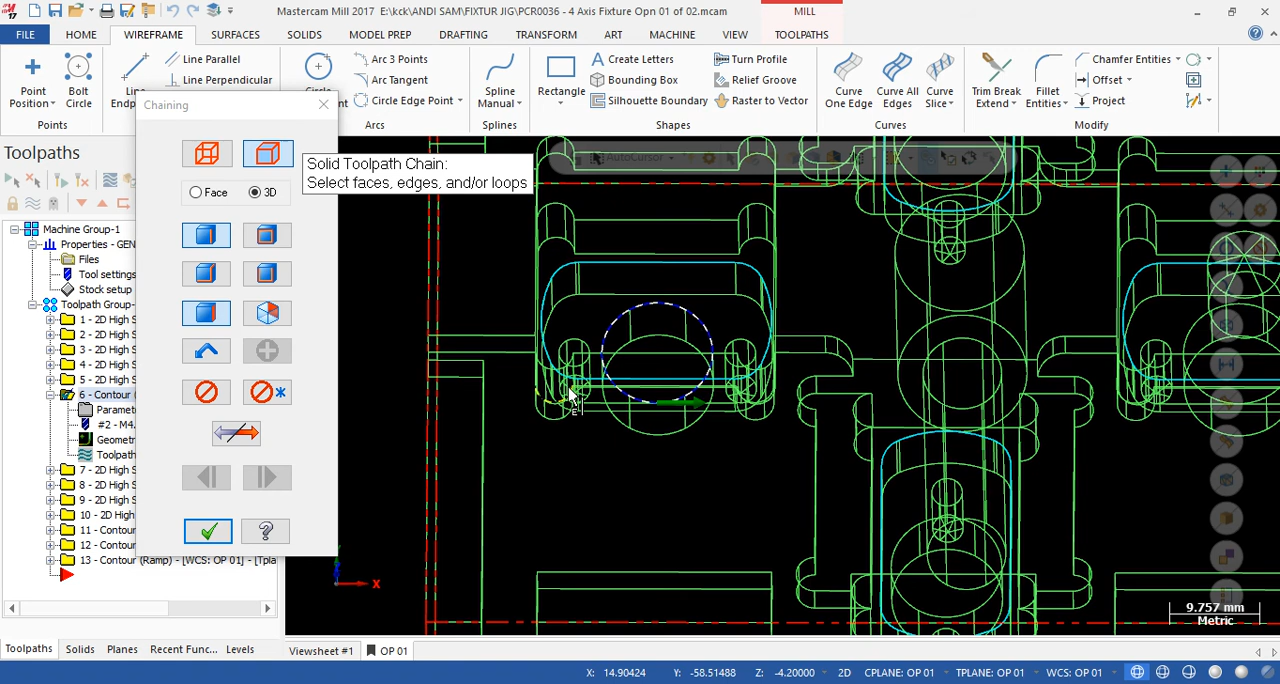 Mastercam Mill 2017 - E:\kck\ANDI SAM\FIXTUR JIG\PCR0036 - 4 Axis Fixture Opn 01 of 02.mcam
MILL
FILE HOME WIREFRAME SURFACES SOLIDS MODEL PREP DRAFTING TRANSFORM ART MACHINE VIEW TOOLPATHS
Point Position
Bolt Circle
Points
Line Endp
Line Parallel
Line Perpendicular
Circle
nt
Arc 3 Points
Arc Tangent
Circle Edge Point
Arcs
Spline Manual
Splines
Rectangle
Create Letters
Bounding Box
Silhouette Boundary
Turn Profile
Relief Groove
Raster to Vector
Shapes
Curve One Edge
Curve All Edges
Curve Slice
Curves
Trim Break Extend
Fillet Entities
Chamfer Entities
Offset
Project
Modify
Toolpaths
Machine Group-1
Properties - GEN
Files
Tool settings
Stock setup
Toolpath Group-
1 - 2D High S
2 - 2D High S
3 - 2D High S
4 - 2D High S
5 - 2D High S
6 - Contour (
Paramet
#2 - M4.
Geomet
Toolpath
7 - 2D High S
8 - 2D High S
9 - 2D High S
10 - 2D High
11 - Contour
12 - Contour
13 - Contour (Ramp) - [WCS: OP 01] - [Tpla
Chaining
Face 3D
Solid Toolpath Chain:
Select faces, edges, and/or loops
AutoCursor
X
9.757 mm
Metric
Toolpaths Solids Planes Recent Func... Levels
Viewsheet #1 OP 01
X: 14.90424 Y: -58.51488 Z: -4.20000 2D CPLANE: OP 01 TPLANE: OP 01 WCS: OP 01